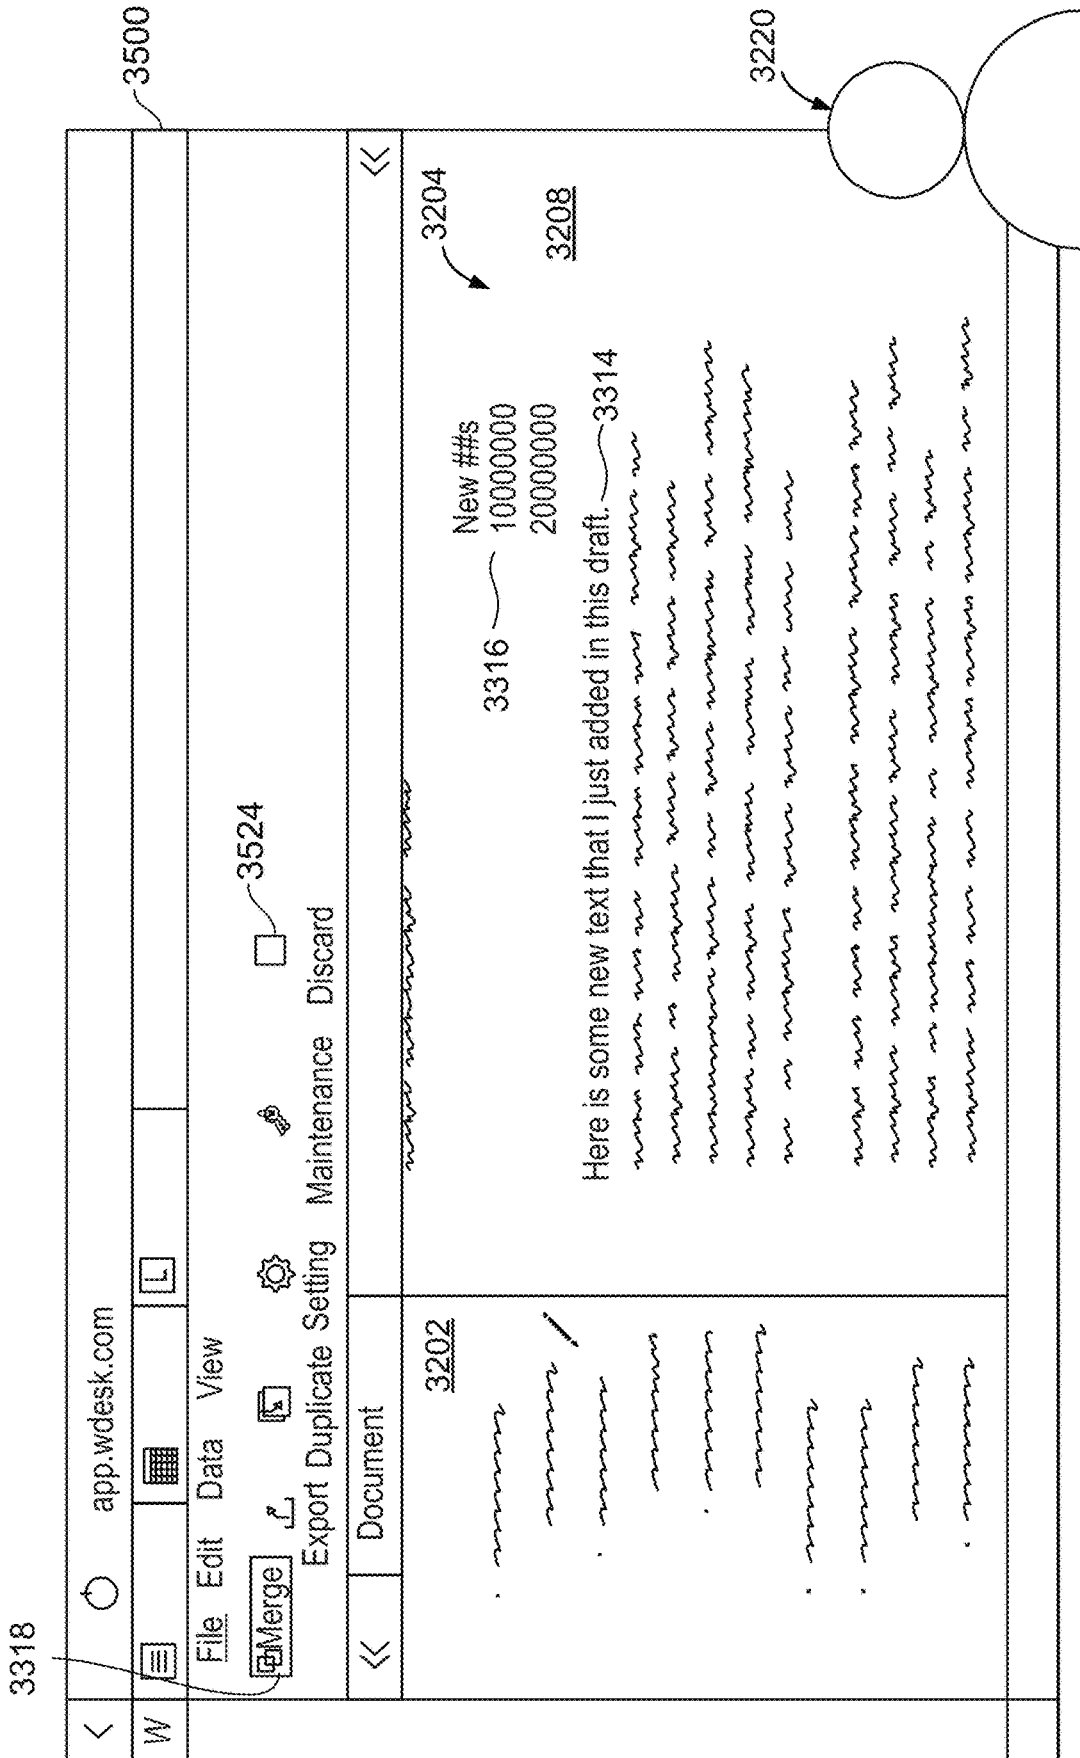 3500
app.wdesk.com
W
L
File Edit Data View
3318
Merge
3524
Export Duplicate Setting Maintenance Discard
Document
3202
3204
3208
New ##s
3316
10000000
20000000
Here is some new text that I just added in this draft.
3314
3220